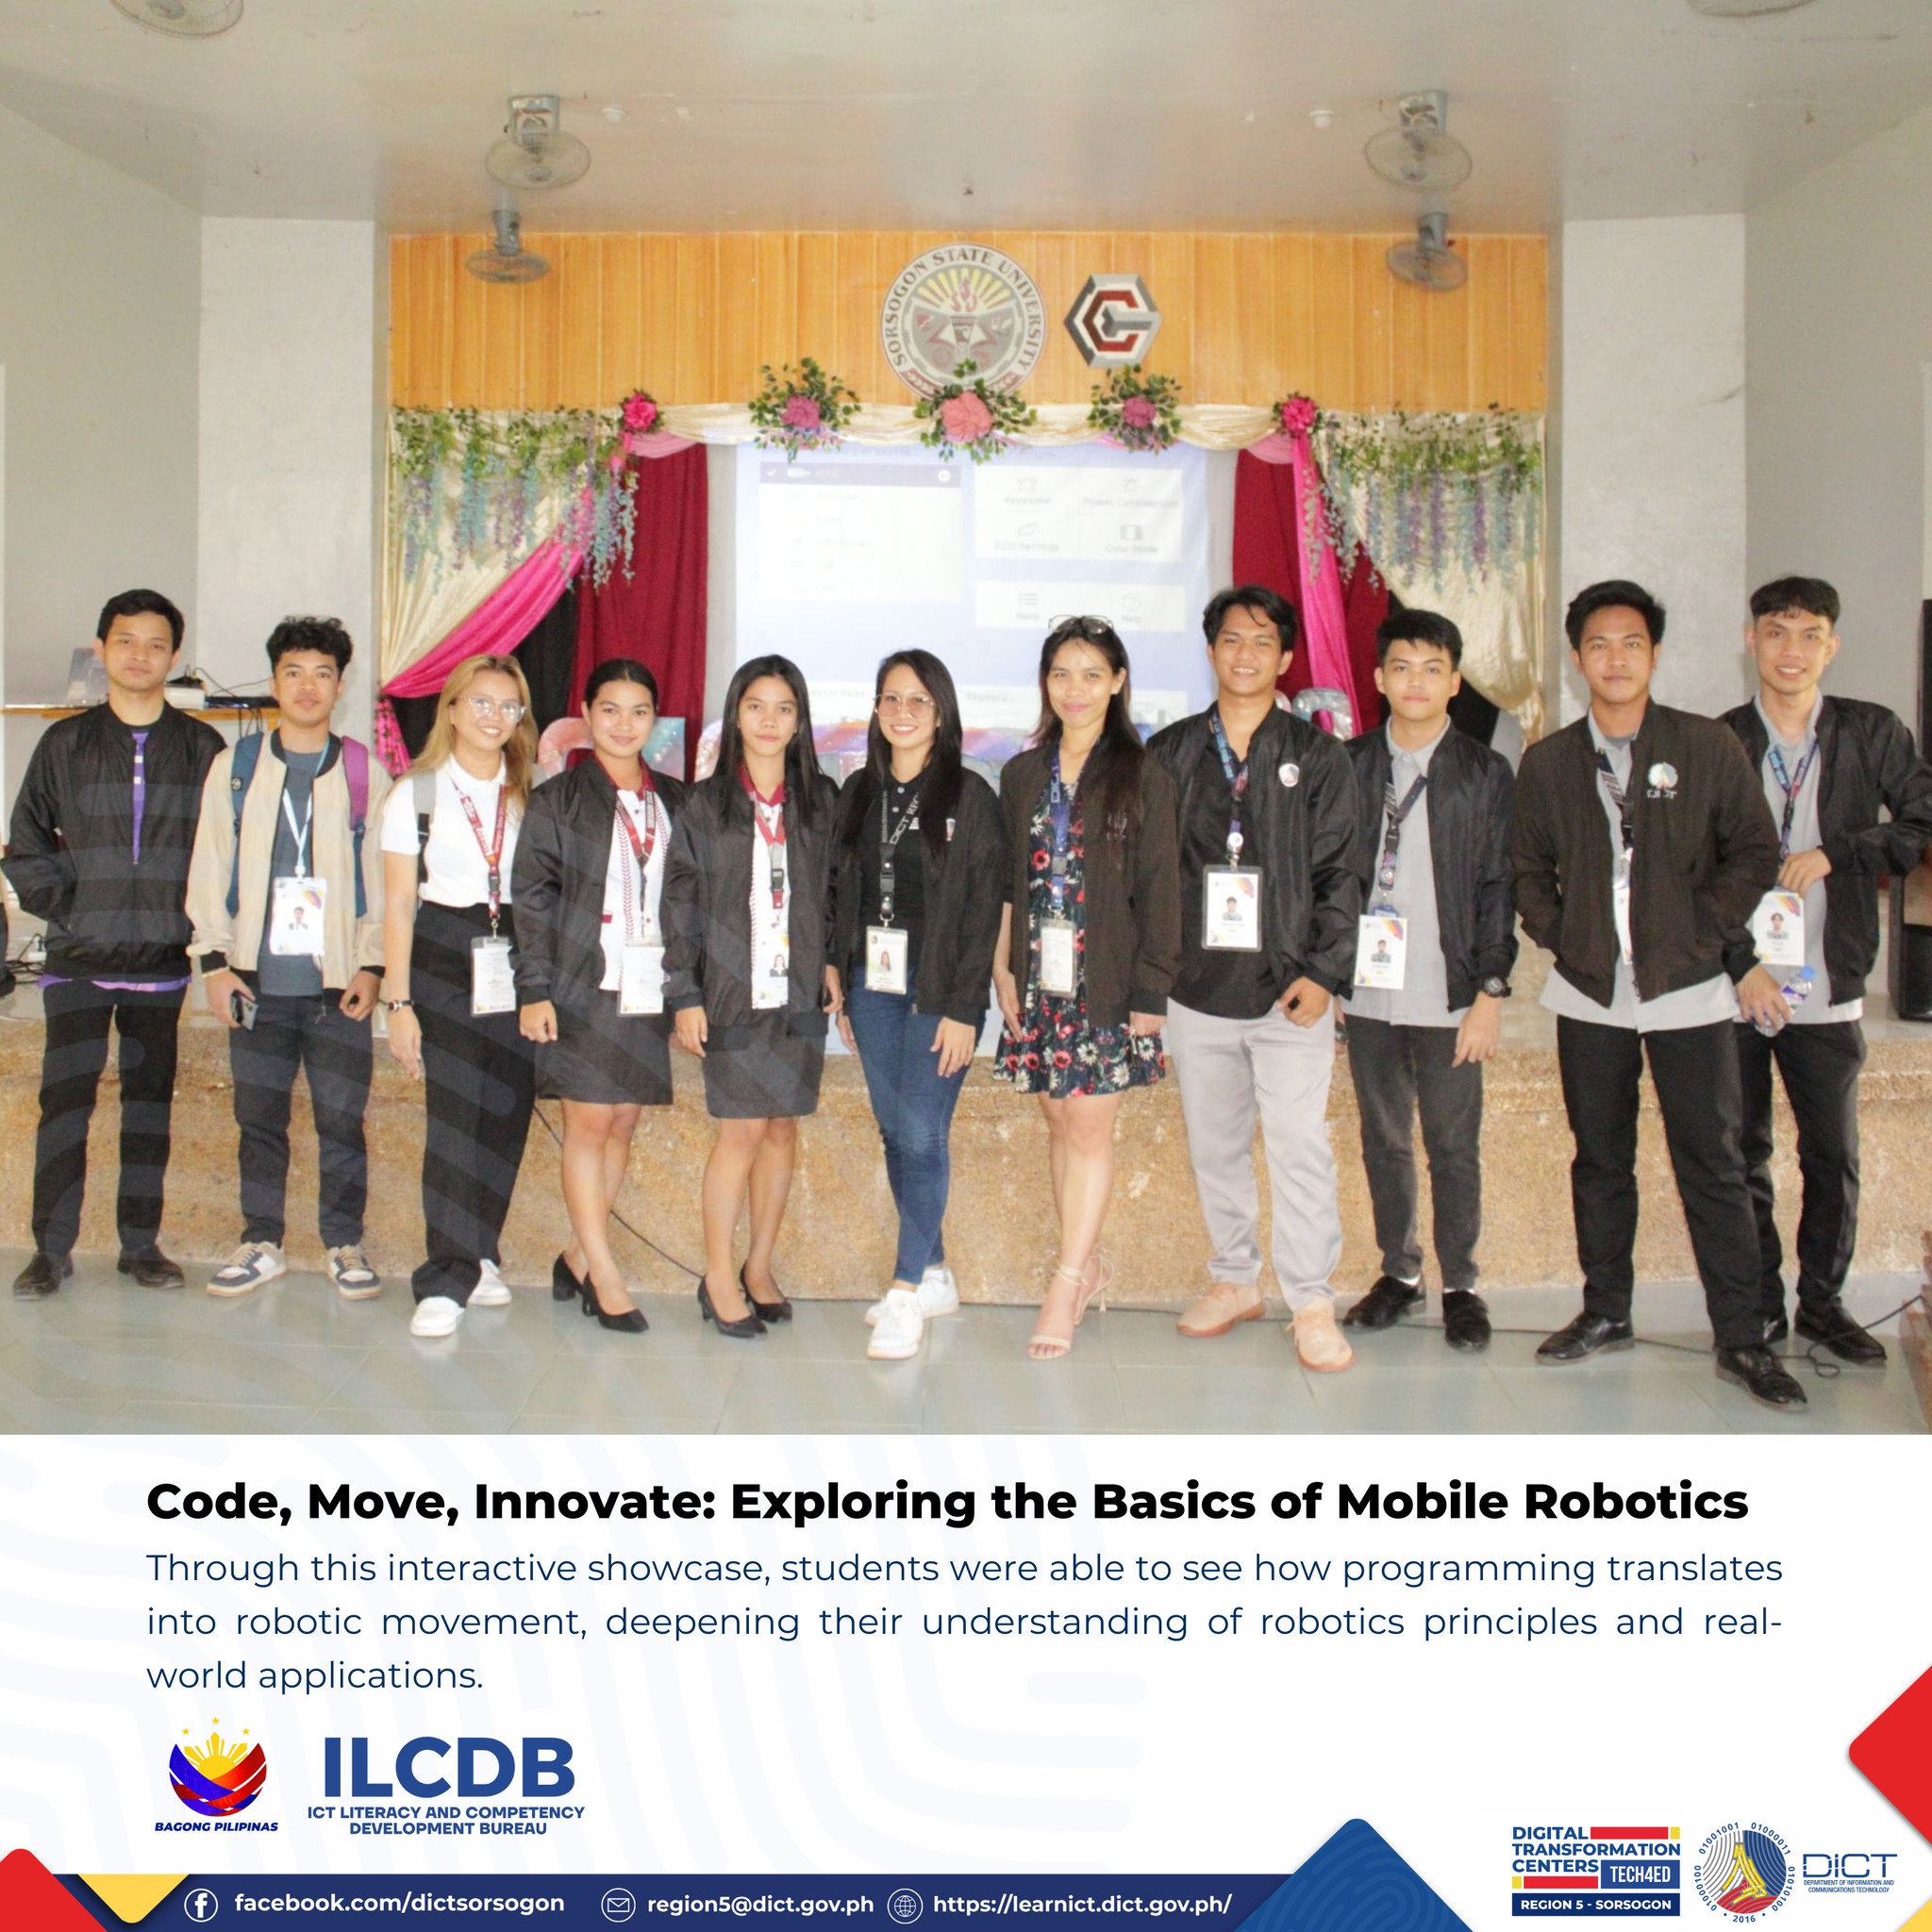 SORSOGON STATE UNIVERSITY
Code, Move, Innovate: Exploring the Basics of Mobile Robotics
Through this interactive showcase, students were able to see how programming translates
into robotic movement, deepening their understanding of robotics principles and real-
world applications.
BAGONG PILIPINAS
ILCDB
ICT LITERACY AND COMPETENCY
DEVELOPMENT BUREAU
facebook.com/dictsorsogon
region5@dict.gov.ph
https://learnict.dict.gov.ph/
DIGITAL
TRANSFORMATION
CENTERS
TECH4ED
REGION 5 - SORSOGON
2016
DICT
DEPARTMENT OF INFORMATION AND
COMMUNICATIONS TECHNOLOGY